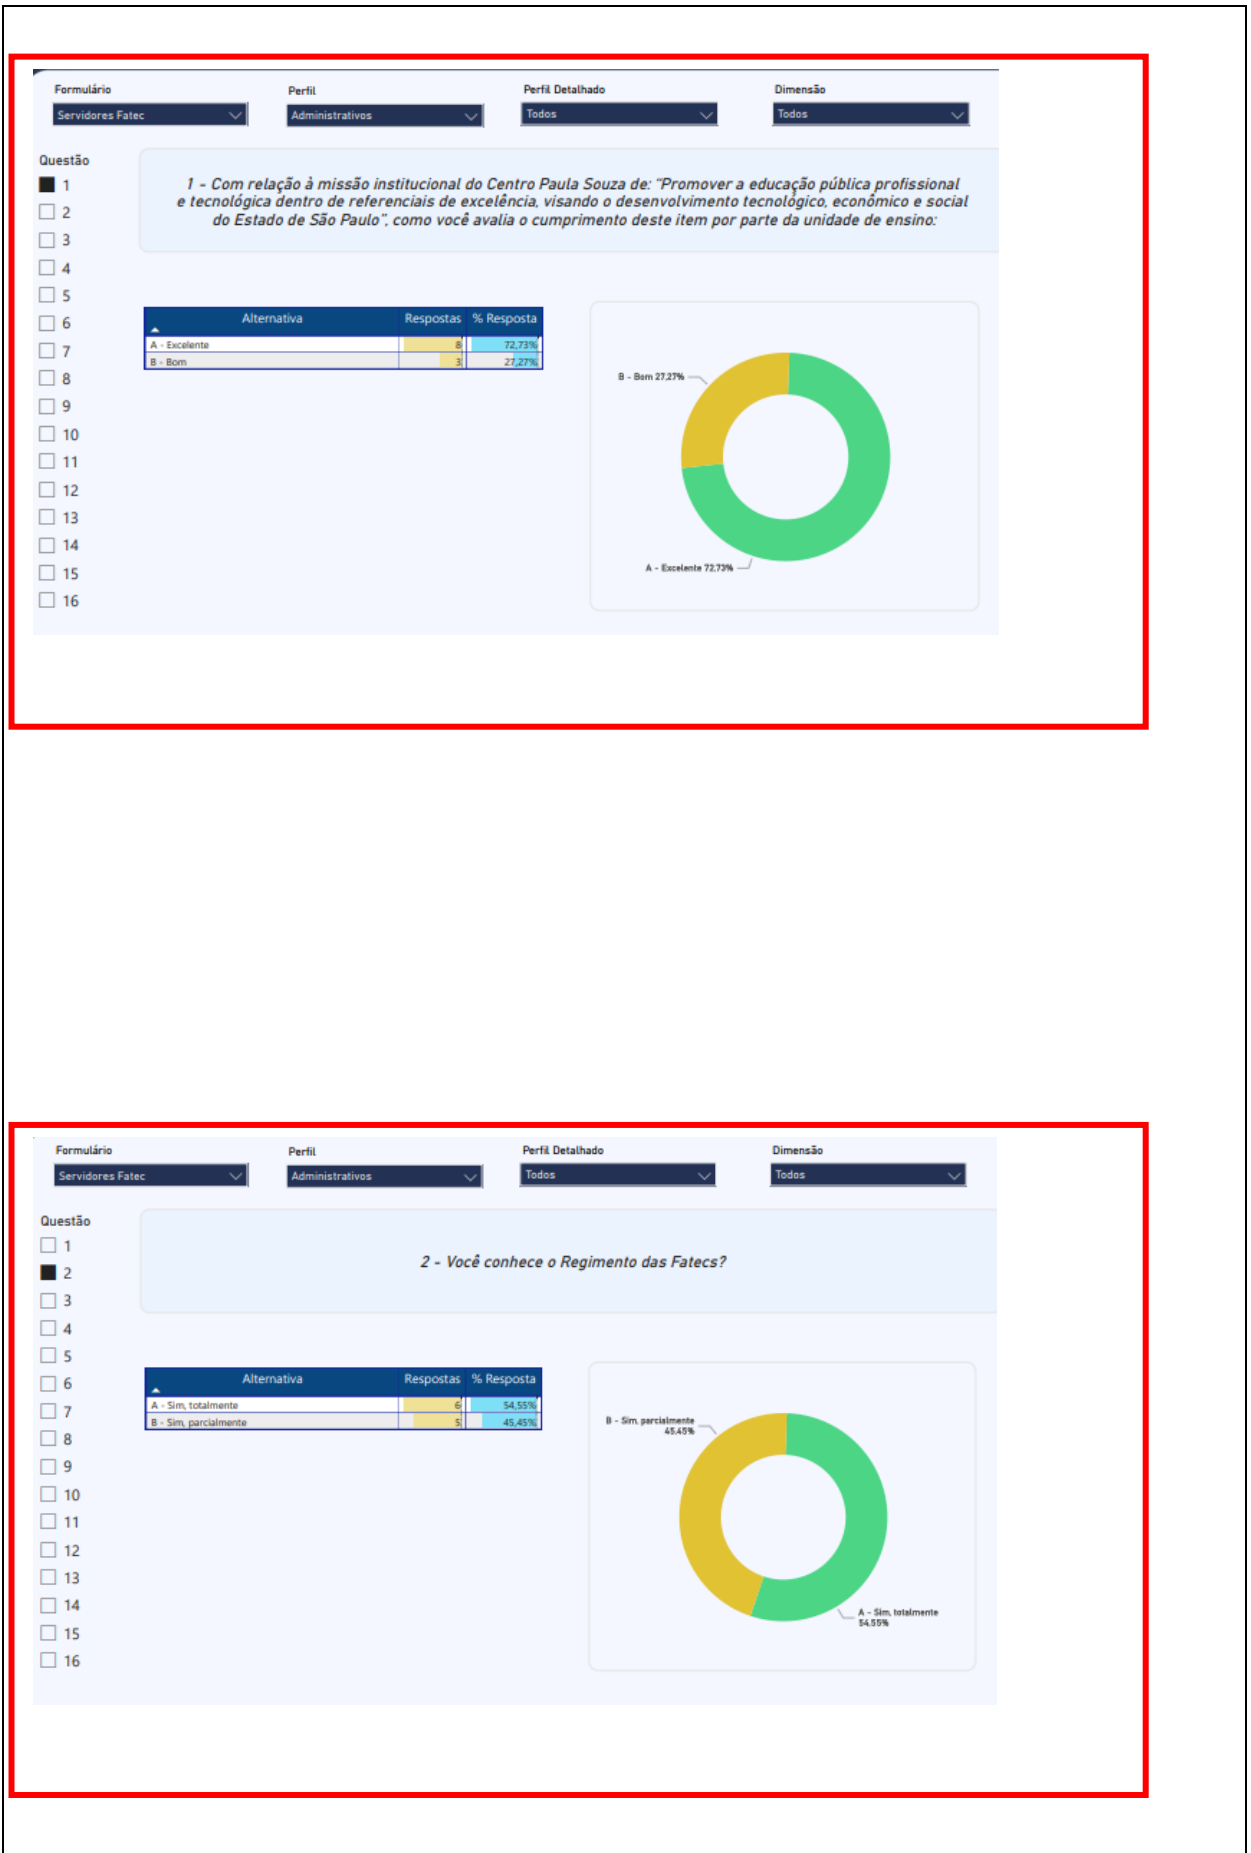 Formulário
Perfil
Perfil Detalhado
Dimensão
Servidores Fatec
Administrativos
Todos
Todos
Questão
1
2
3
4
5
6
7
8
9
10
11
12
13
14
15
16
1 - Com relação à missão institucional do Centro Paula Souza de: “Promover a educação pública profissional
e tecnológica dentro de referenciais de excelência, visando o desenvolvimento tecnológico, econômico e social
do Estado de São Paulo”, como você avalia o cumprimento deste item por parte da unidade de ensino:
Alternativa Respostas % Resposta
A - Excelente 8 72,73%
B - Bom 3 27,27%
B - Bom 27,27%
A - Excelente 72,73%
Formulário
Perfil
Perfil Detalhado
Dimensão
Servidores Fatec
Administrativos
Todos
Todos
Questão
1
2
3
4
5
6
7
8
9
10
11
12
13
14
15
16
2 - Você conhece o Regimento das Fatecs?
Alternativa Respostas % Resposta
A - Sim, totalmente 6 54,55%
B - Sim, parcialmente 5 45,45%
B - Sim, parcialmente
45,45%
A - Sim, totalmente
54,55%